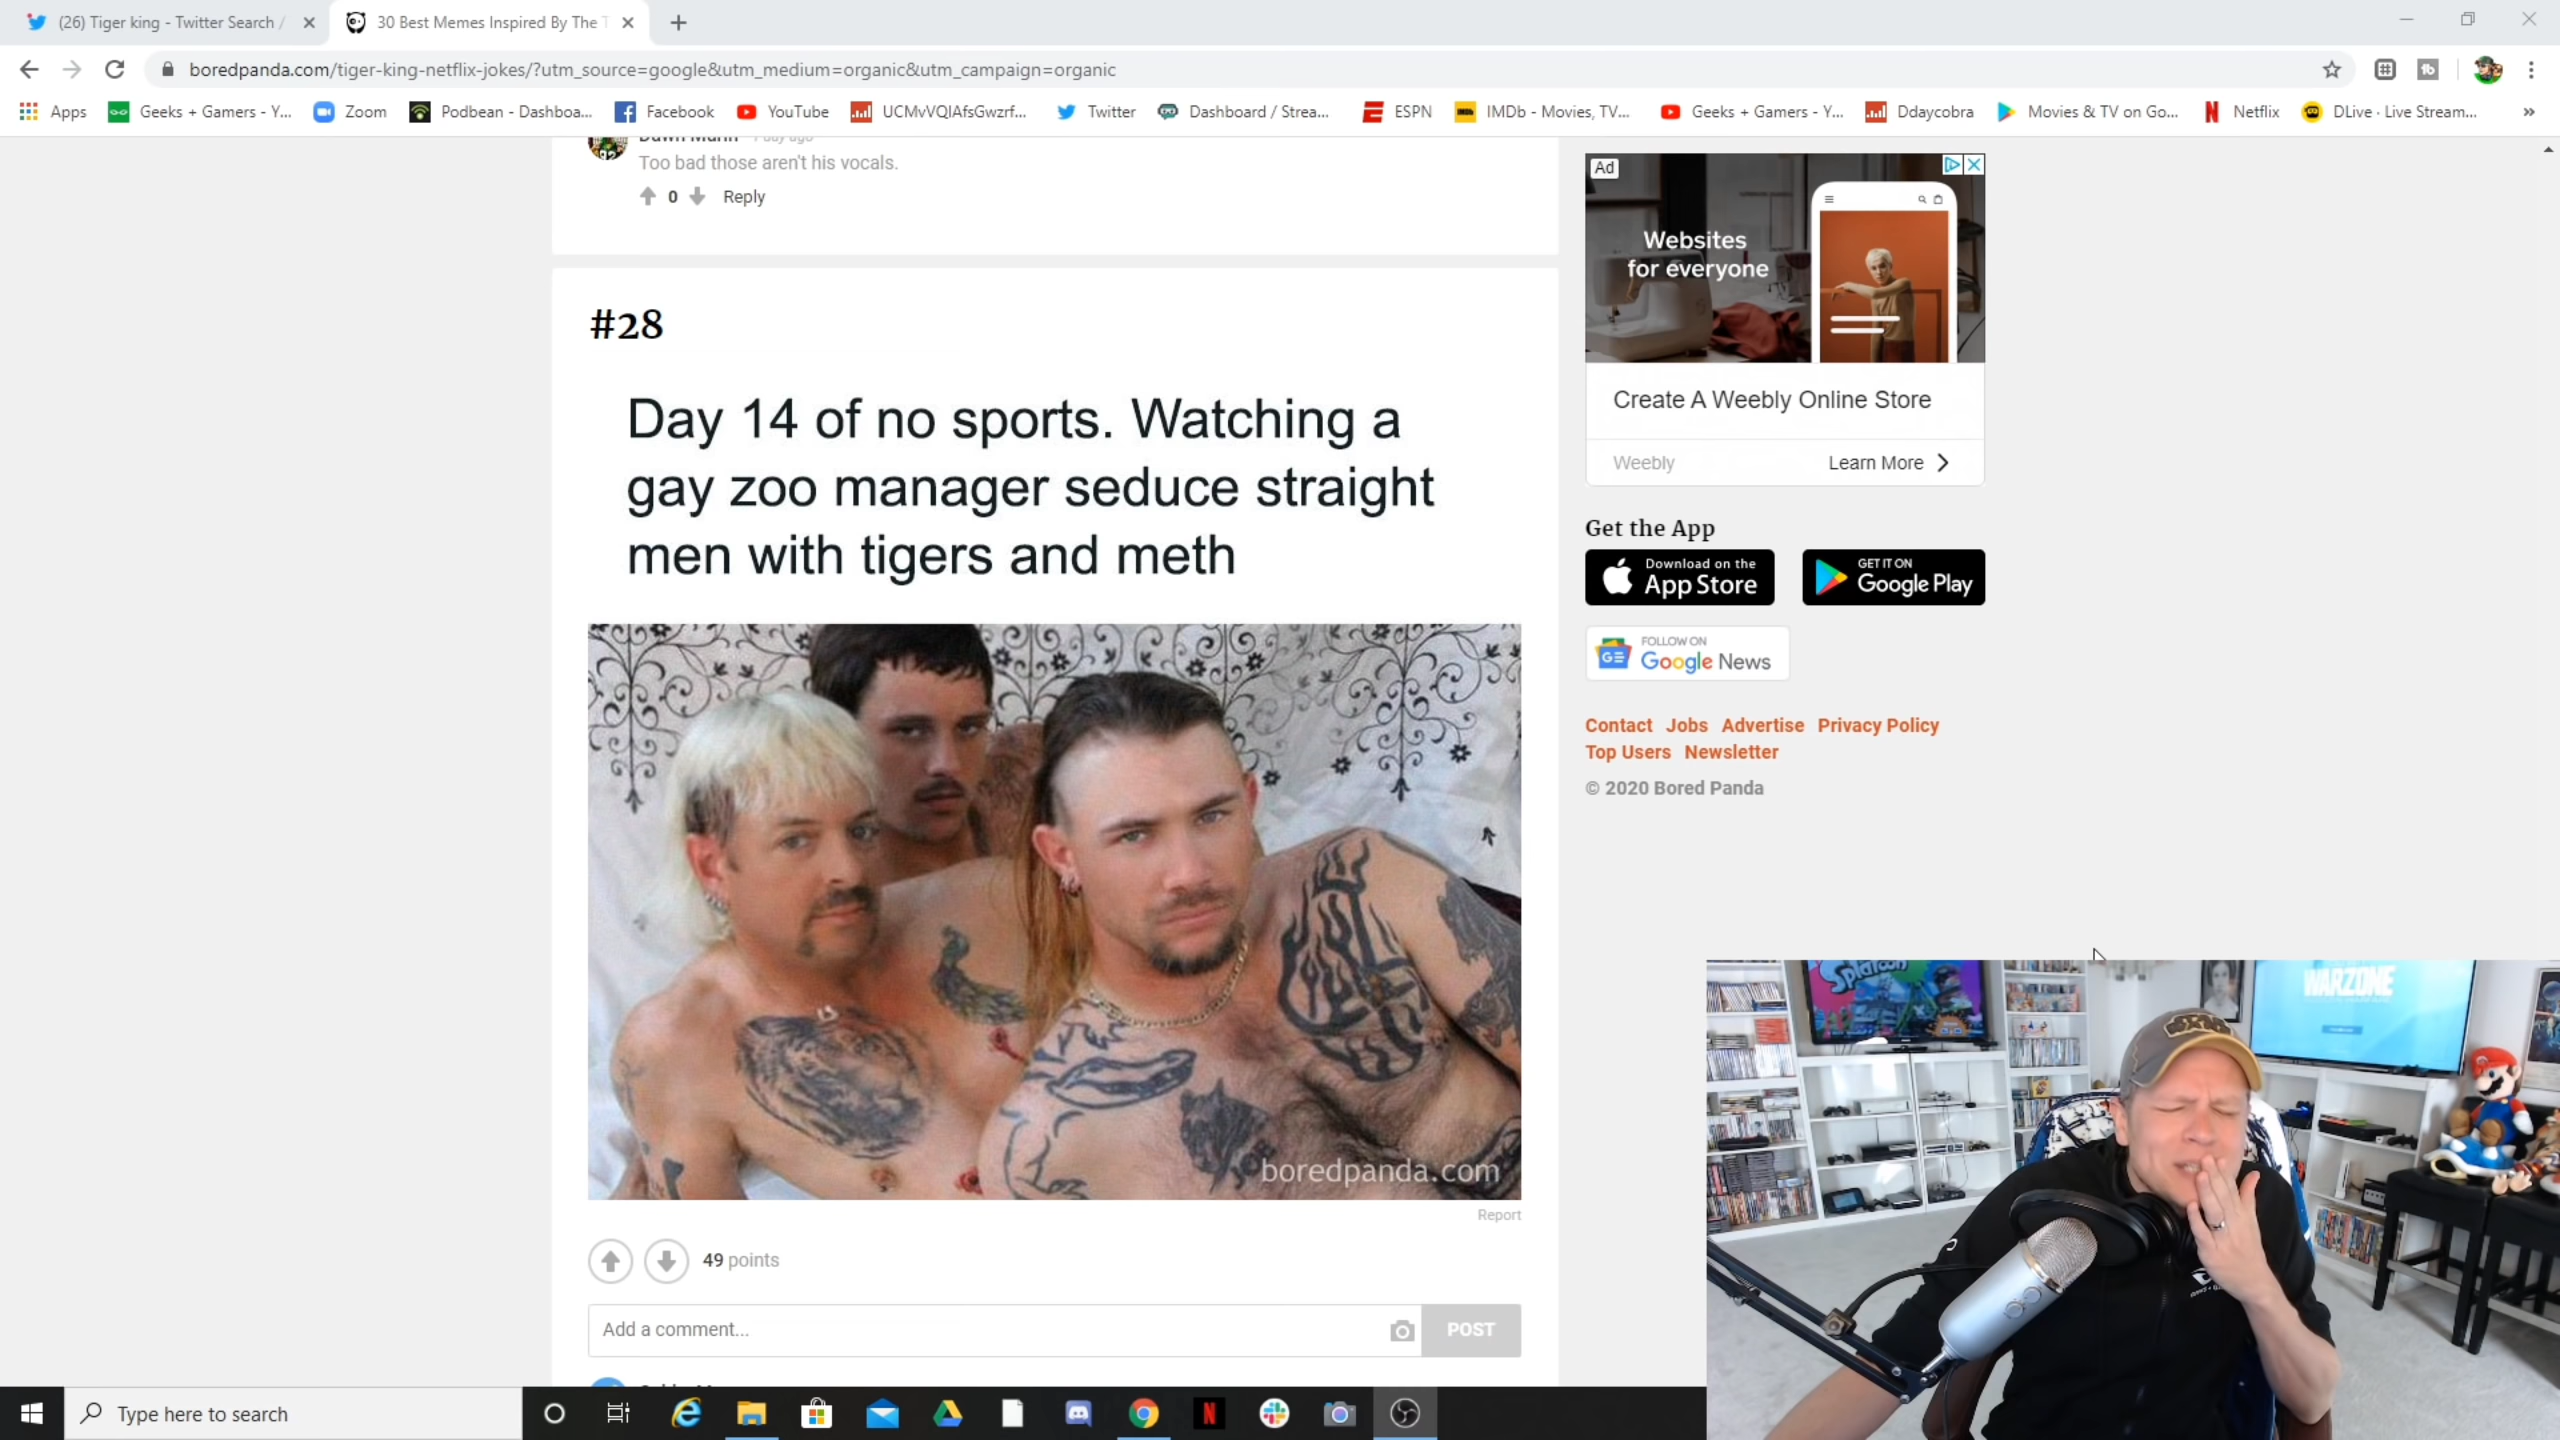 (26) Tiger king - Twitter Search /
30 Best Memes Inspired By The T
boredpanda.com/tiger-king-netflix-jokes/?utm_source=google&utm_medium=organic&utm_campaign=organic
Apps
Geeks + Gamers - Y...
Zoom
Podbean - Dashboa...
Facebook
YouTube
UCMvVQIAfsGwzrf...
Twitter
Dashboard / Strea...
ESPN
IMDb - Movies, TV...
Geeks + Gamers - Y...
Ddaycobra
Movies & TV on Go...
Netflix
DLive · Live Stream...
»
Dawn Mann 1 day ago
Too bad those aren't his vocals.
0 Reply
#28
Day 14 of no sports. Watching a
gay zoo manager seduce straight
men with tigers and meth
boredpanda.com
Report
49 points
Add a comment...
POST
Ad
Websites
for everyone
Create A Weebly Online Store
Weebly
Learn More
Get the App
Download on the
App Store
GET IT ON
Google Play
GE
FOLLOW ON
Google News
Contact Jobs Advertise Privacy Policy
Top Users Newsletter
© 2020 Bored Panda
Splatoon
WARZONE
Type here to search